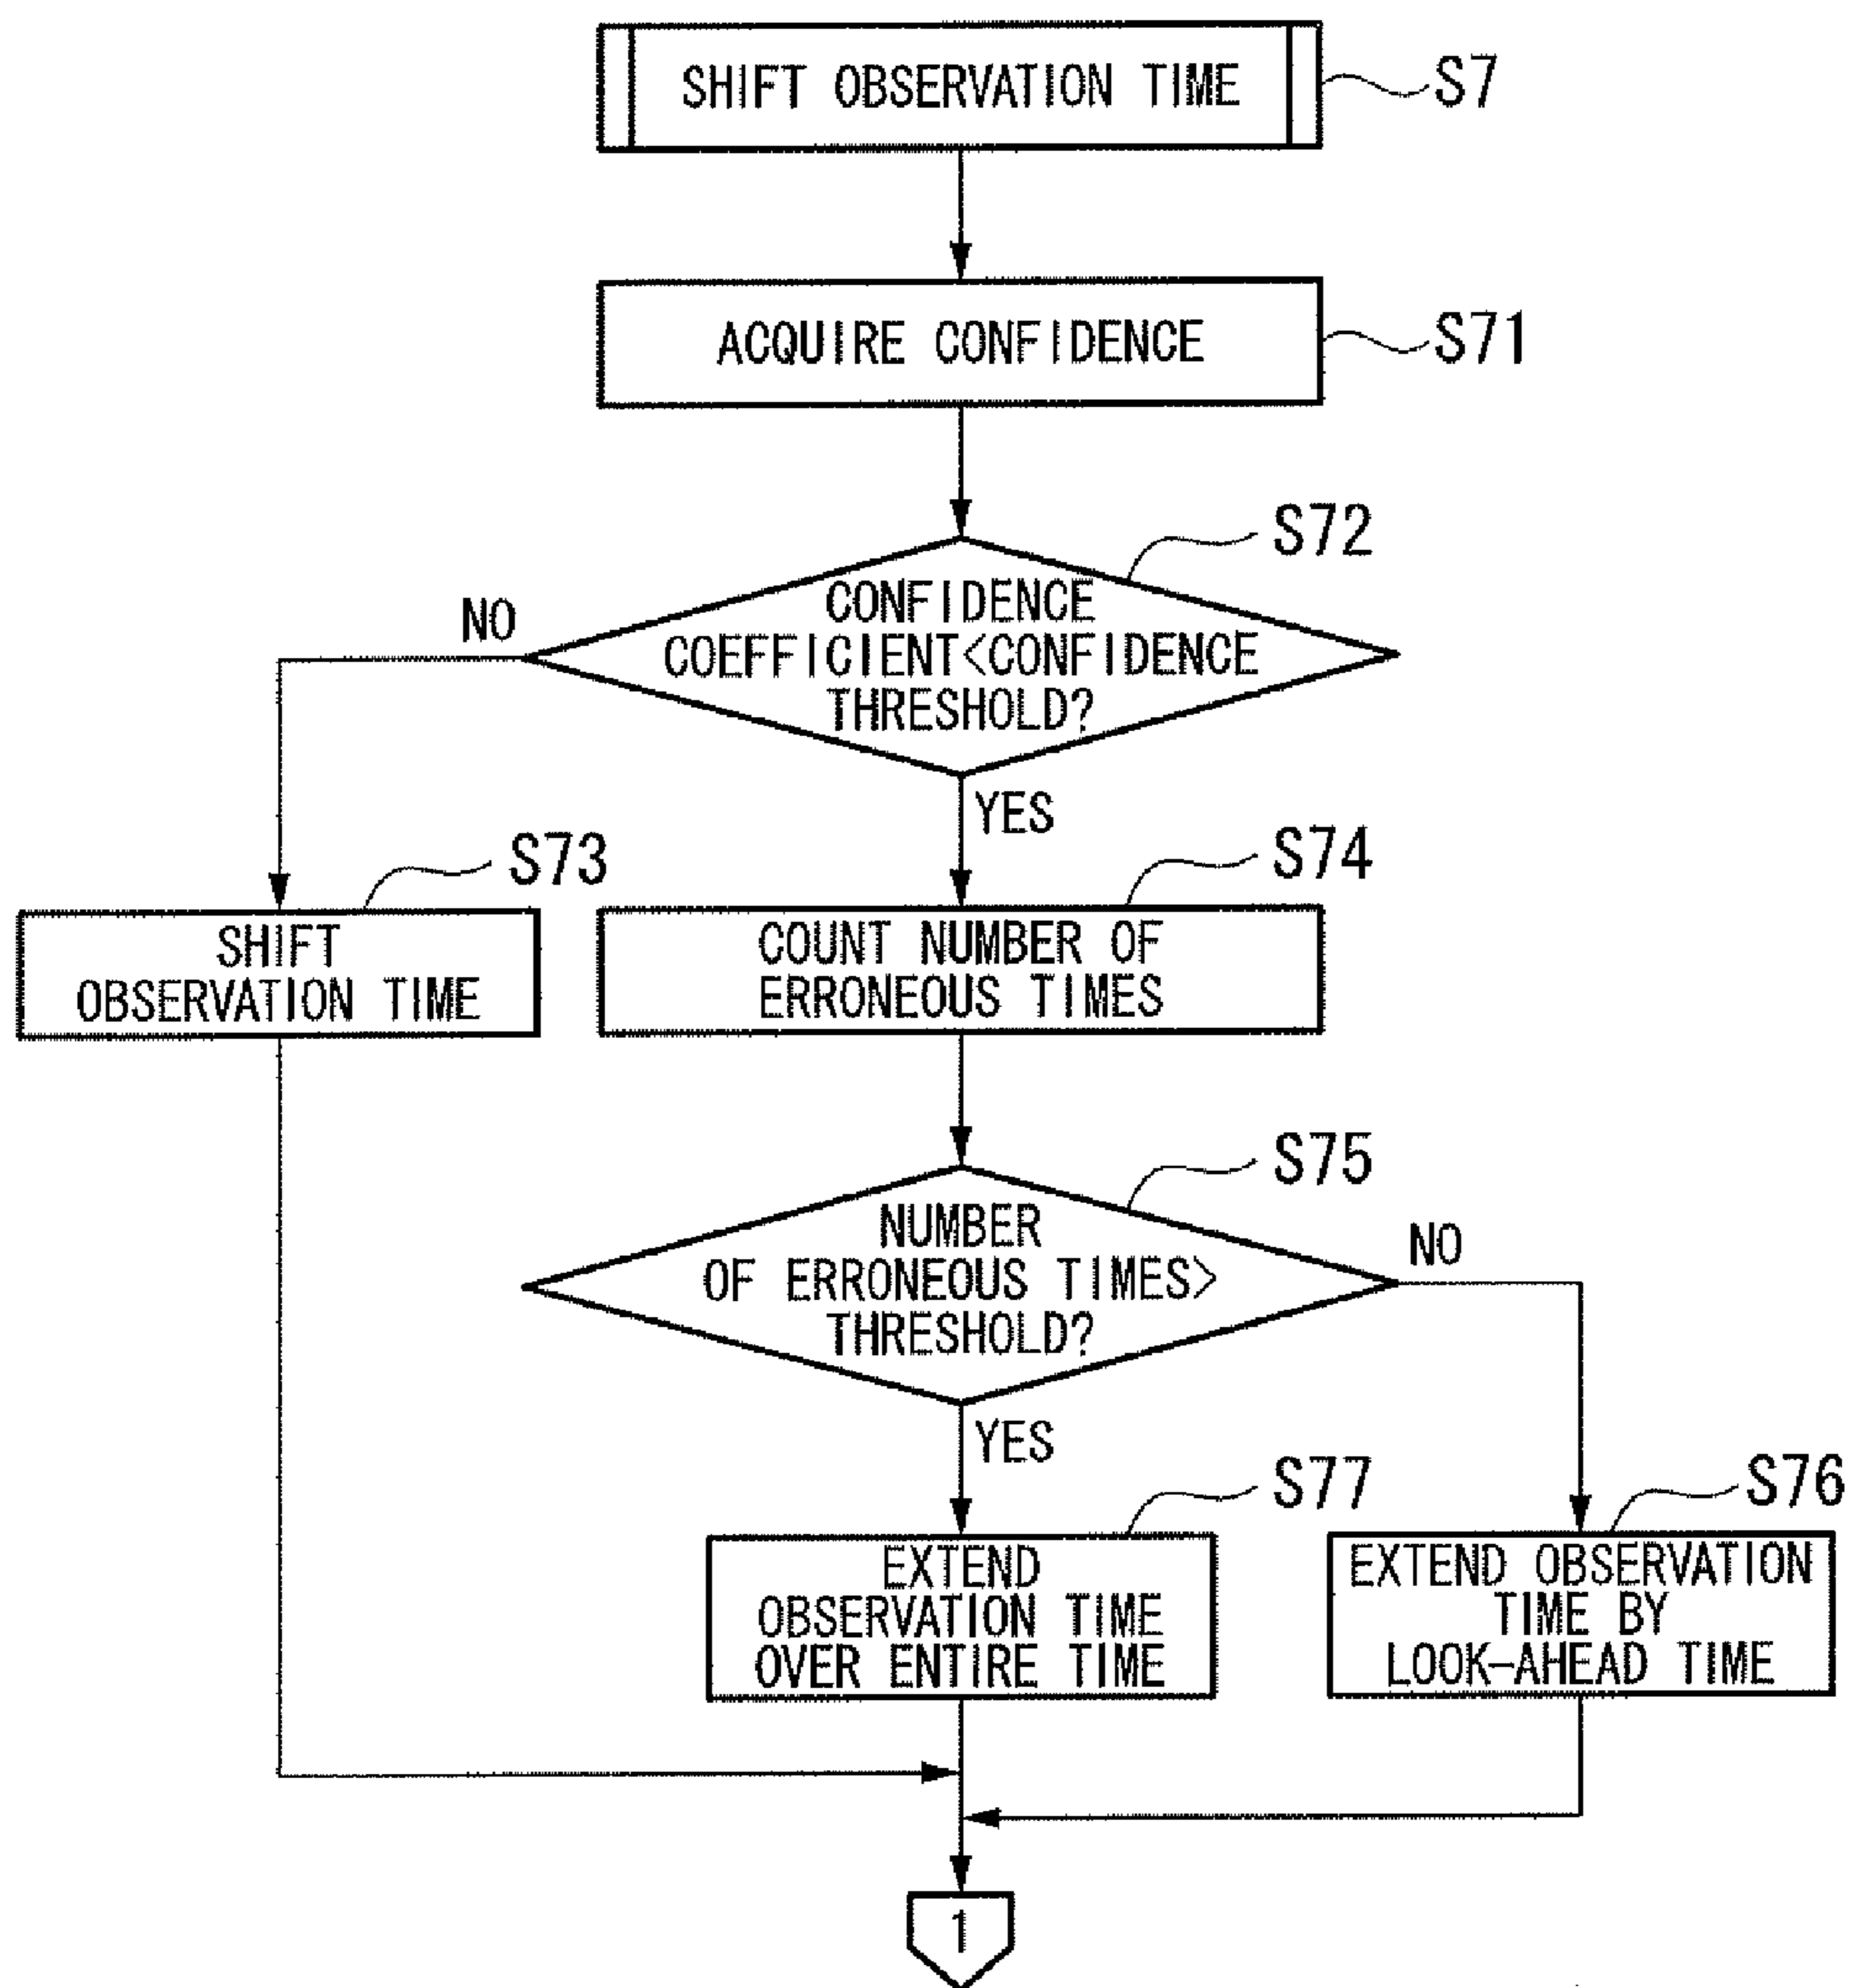 SHIFT OBSERVATION TIME
S7
ACQUIRE CONFIDENCE
S71
S72
CONFIDENCE
COEFFICIENT<CONFIDENCE
THRESHOLD?
NO
YES
S73
SHIFT
OBSERVATION TIME
S74
COUNT NUMBER OF
ERRONEOUS TIMES
S75
NUMBER
OF ERRONEOUS TIMES>
THRESHOLD?
NO
YES
S77
EXTEND
OBSERVATION TIME
OVER ENTIRE TIME
S76
EXTEND OBSERVATION
TIME BY
LOOK-AHEAD TIME
1